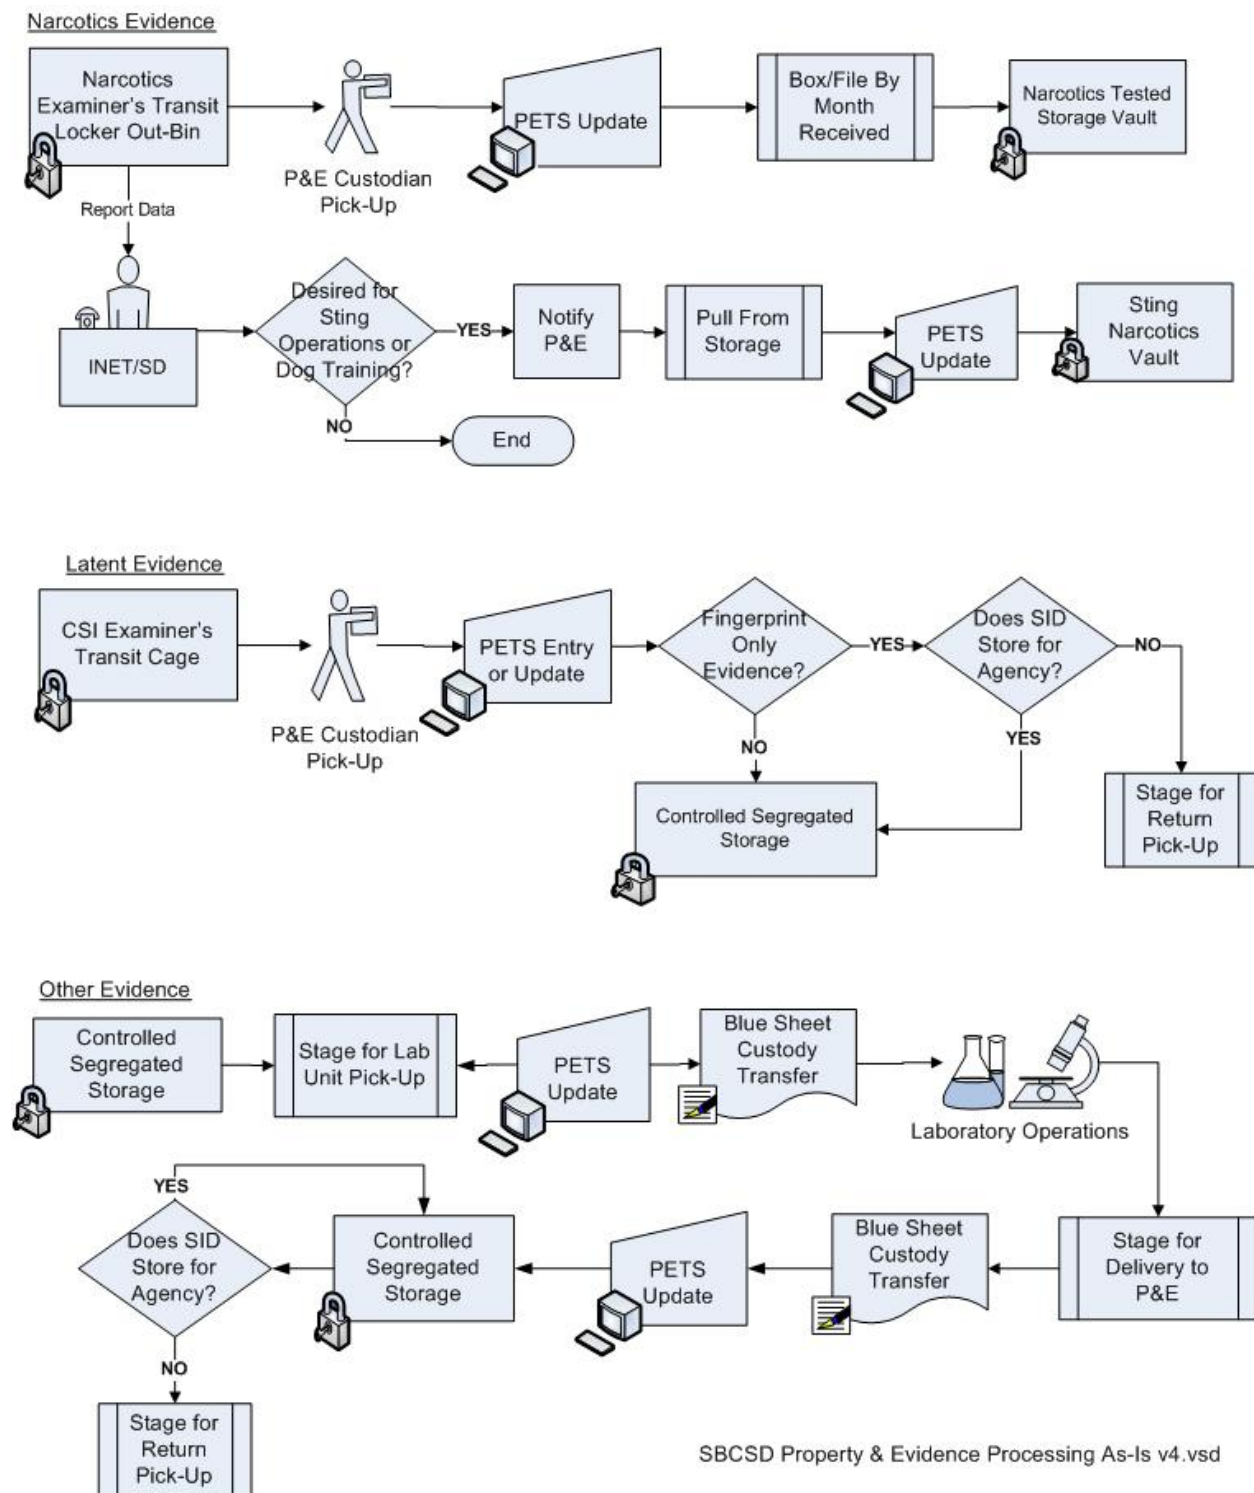 Narcotics Evidence
Narcotics
Examiner's Transit
Locker Out-Bin
P&E Custodian
Pick-Up
PETS Update
Box/File By
Month
Received
Narcotics Tested
Storage Vault
Report Data
INET/SD
Desired for
Sting
Operations or
Dog Training?
YES
NO
End
Notify
P&E
Pull From
Storage
PETS
Update
Sting
Narcotics
Vault
Latent Evidence
CSI Examiner's
Transit Cage
P&E Custodian
Pick-Up
PETS Entry
or Update
Fingerprint
Only
Evidence?
YES
NO
Does SID
Store for
Agency?
NO
YES
Controlled Segregated
Storage
Stage for
Return
Pick-Up
Other Evidence
Controlled
Segregated
Storage
Stage for Lab
Unit Pick-Up
PETS
Update
Blue Sheet
Custody
Transfer
Laboratory Operations
Stage for
Delivery to
P&E
Blue Sheet
Custody
Transfer
PETS
Update
Controlled
Segregated
Storage
YES
Does SID
Store for
Agency?
NO
Stage for
Return
Pick-Up
SBCSD Property & Evidence Processing As-Is v4.vsd